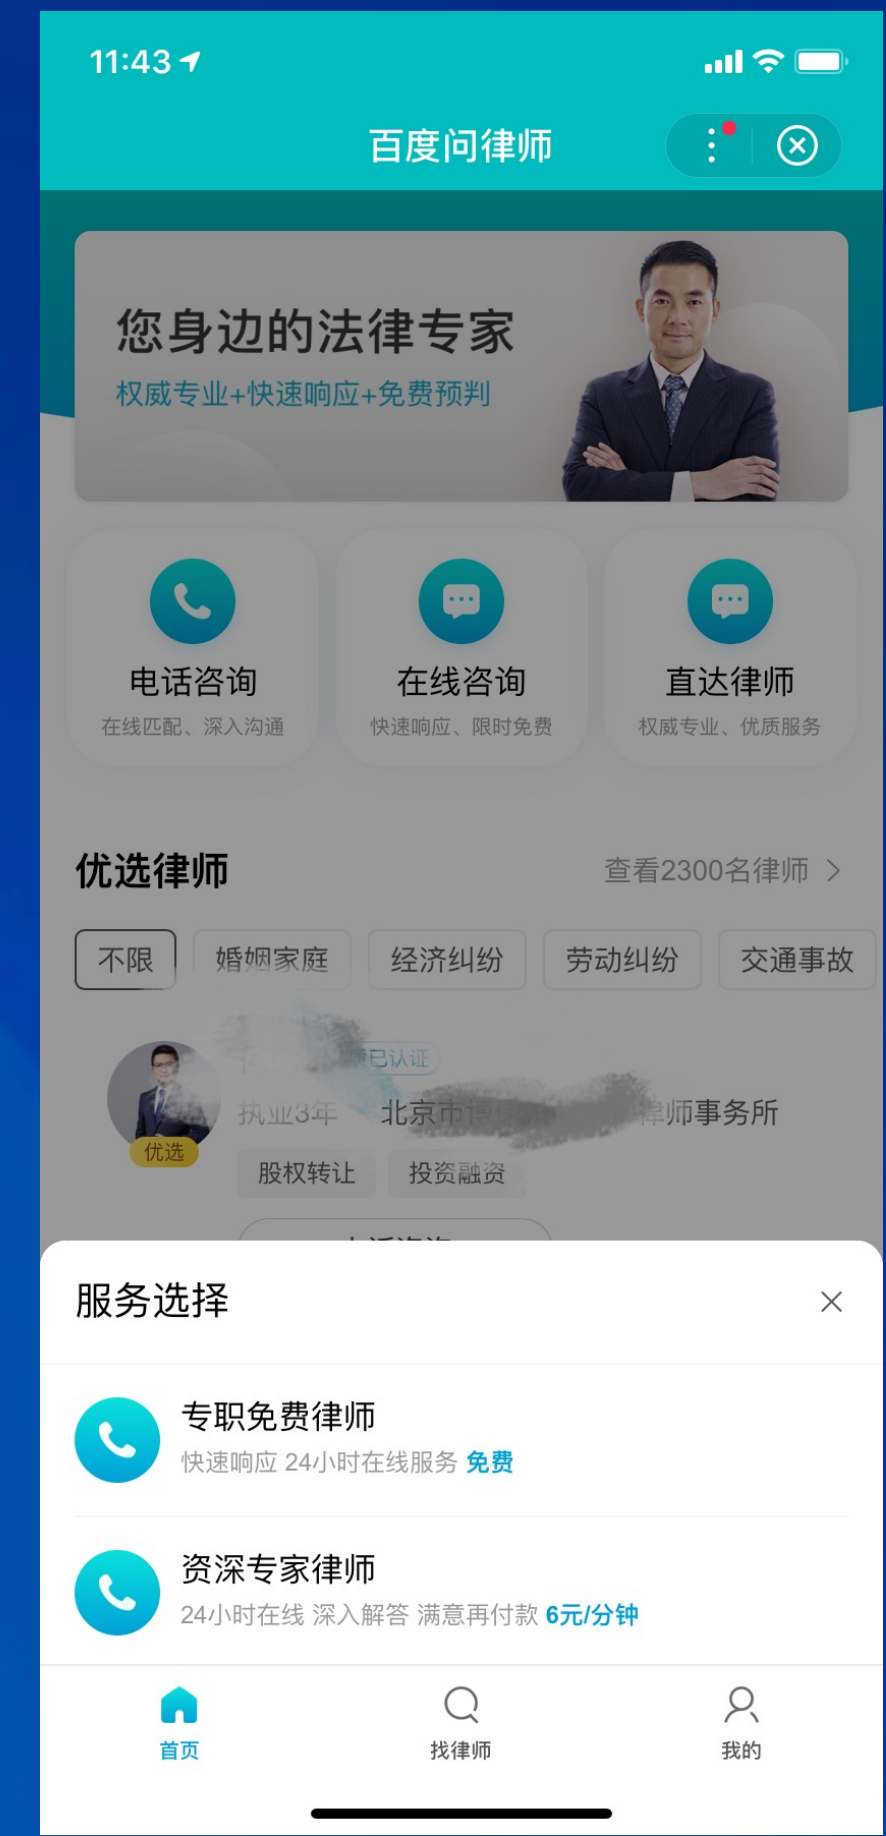 11:43
百度问律师
您身边的法律专家
权威专业+快速响应+免费预判
电话咨询
在线匹配、深入沟通
在线咨询
快速响应、限时免费
直达律师
权威专业、优质服务
优选律师
查看2300名律师 >
不限 婚姻家庭 经济纠纷 劳动纠纷 交通事故
已认证
执业3年 北京市 律师事务所
优选
股权转让 投资融资
服务选择
专职免费律师
快速响应 24小时在线服务 免费
资深专家律师
24小时在线 深入解答 满意再付款 6元/分钟
首页 找律师 我的